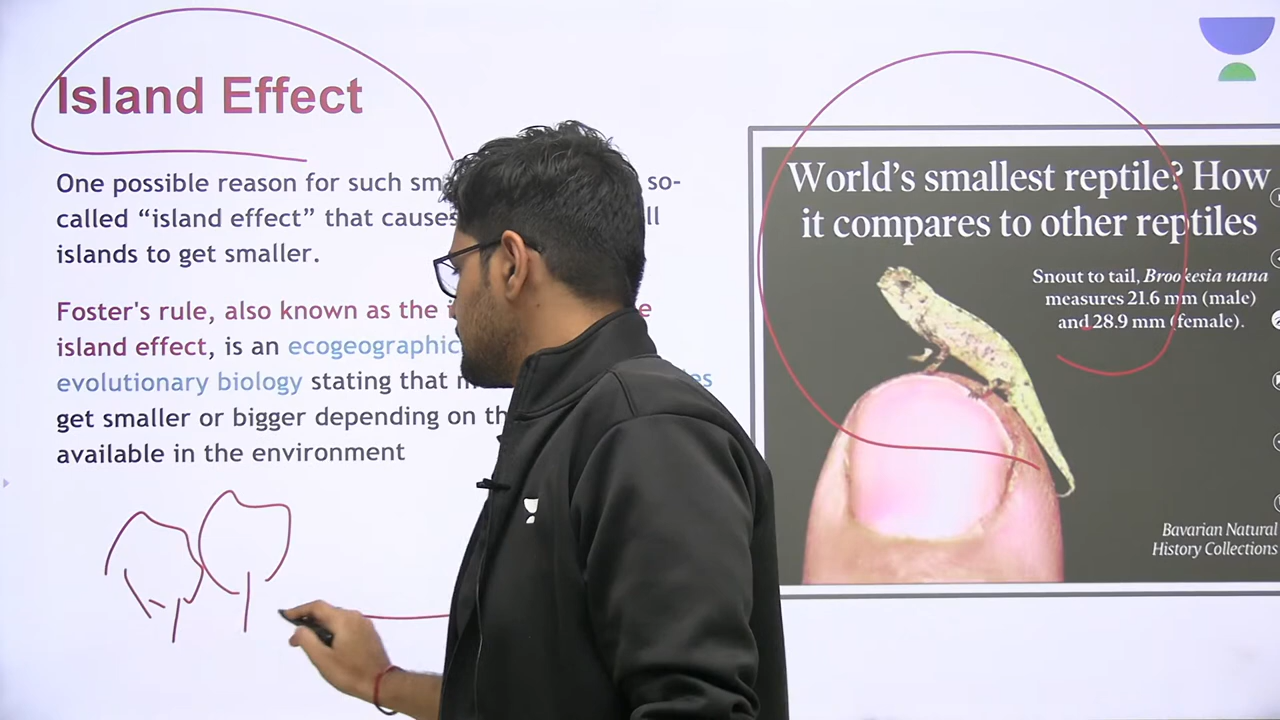 Island Effect
One possible reason for such so-
called “island effect” that causes
islands to get smaller.
Foster's rule, also known as the
island effect, is an ecogeographic
evolutionary biology stating that
get smaller or bigger depending on
available in the environment
World’s smallest reptile? How
it compares to other reptiles
Snout to tail, Brookesia nana
measures 21.6 mm (male)
and 28.9 mm (female).
Bavarian Natural
History Collections